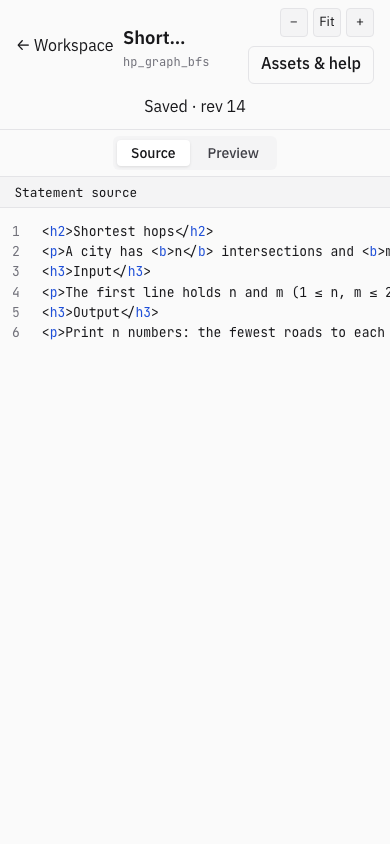 ← Workspace
Short...
hp_graph_bfs
− Fit +
Assets & help
Saved · rev 14
Source Preview
Statement source
1 <h2>Shortest hops</h2>
2 <p>A city has <b>n</b> intersections and <b>m
3 <h3>Input</h3>
4 <p>The first line holds n and m (1 ≤ n, m ≤ 2
5 <h3>Output</h3>
6 <p>Print n numbers: the fewest roads to each